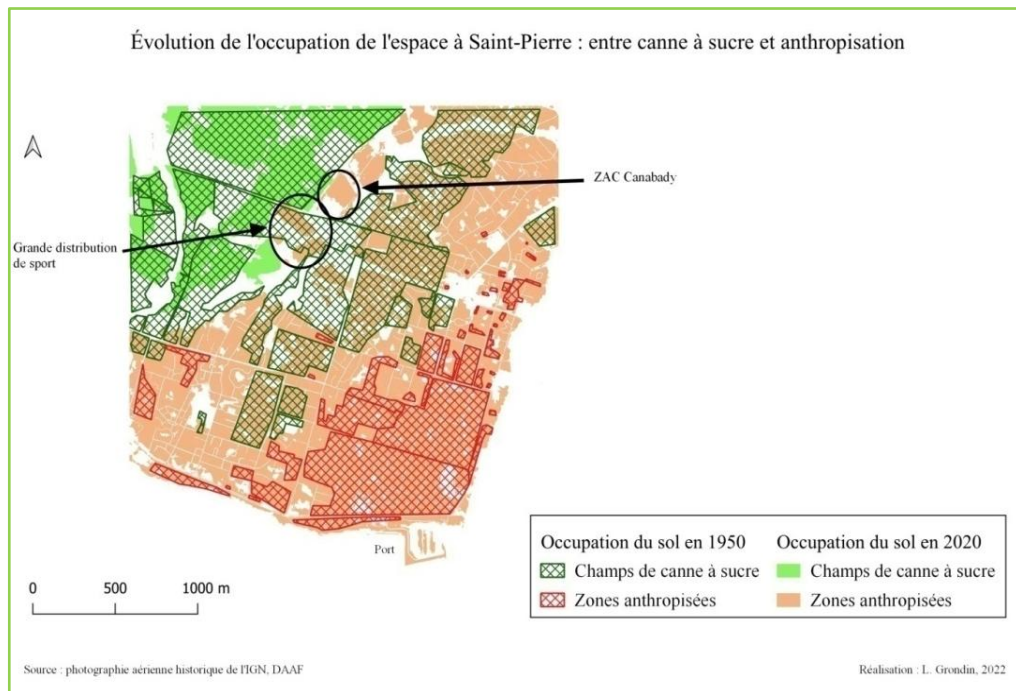 Évolution de l'occupation de l'espace à Saint-Pierre : entre canne à sucre et anthropisation
ZAC Canabady
Grande distribution
de sport
Port
0 500 1000 m
Occupation du sol en 1950 Occupation du sol en 2020
Champs de canne à sucre Champs de canne à sucre
Zones anthropisées Zones anthropisées
Source : photographie aérienne historique de l'IGN, DAAF Réalisation : L. Grondin, 2022